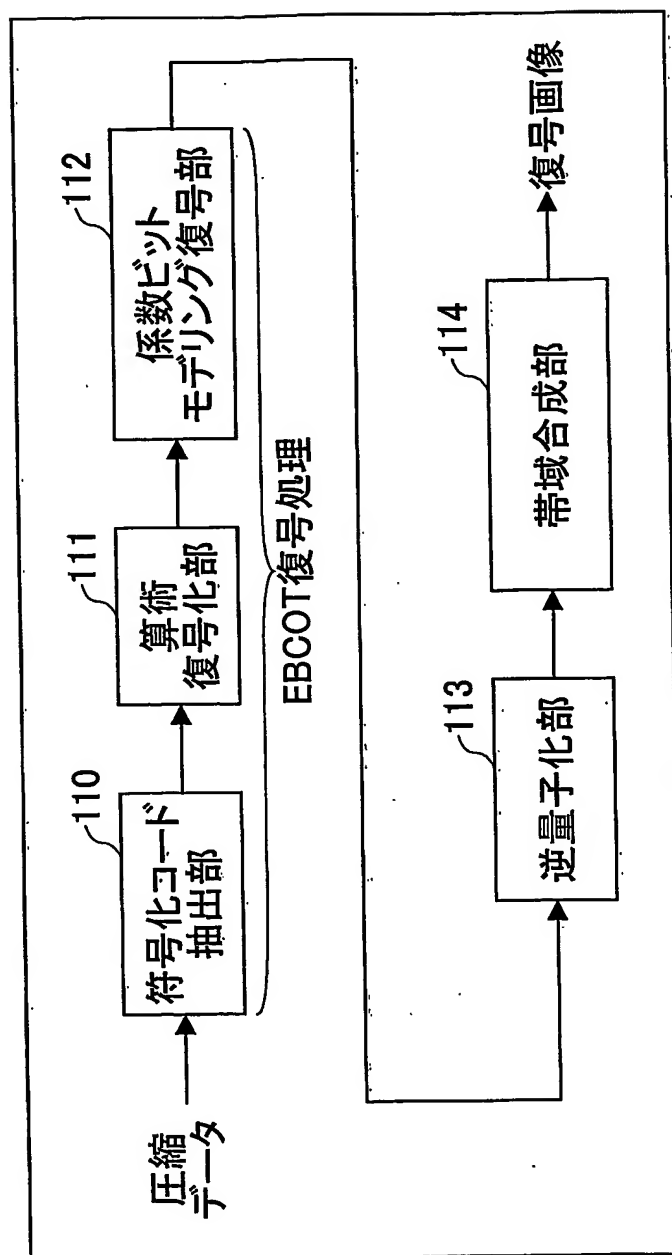 圧縮
データ
110
符号化コード
抽出部
111
算術
復号化部
112
係数ビット
モデリング復号部
EBCOT復号処理
113
逆量子化部
114
帯域合成部
復号画像